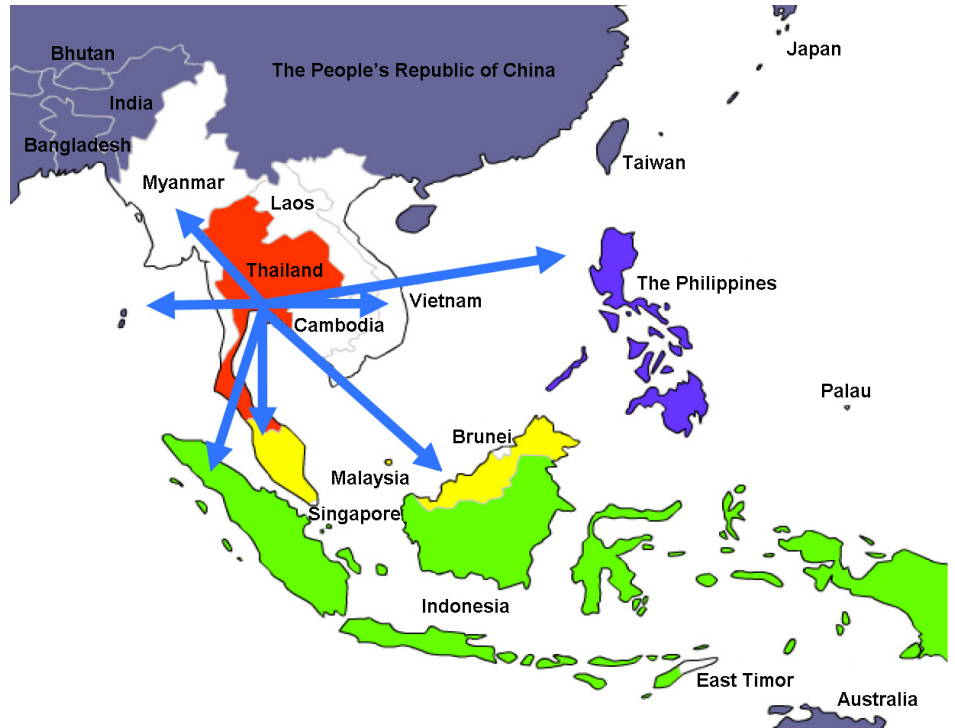 Japan
Bhutan
The People's Republic of China
India
Bangladesh
Taiwan
Myanmar
Laos
Thailand
The Philippines
Vietnam
Cambodia
Palau
Brunei
Malaysia
Singapore
Indonesia
East Timor
Australia